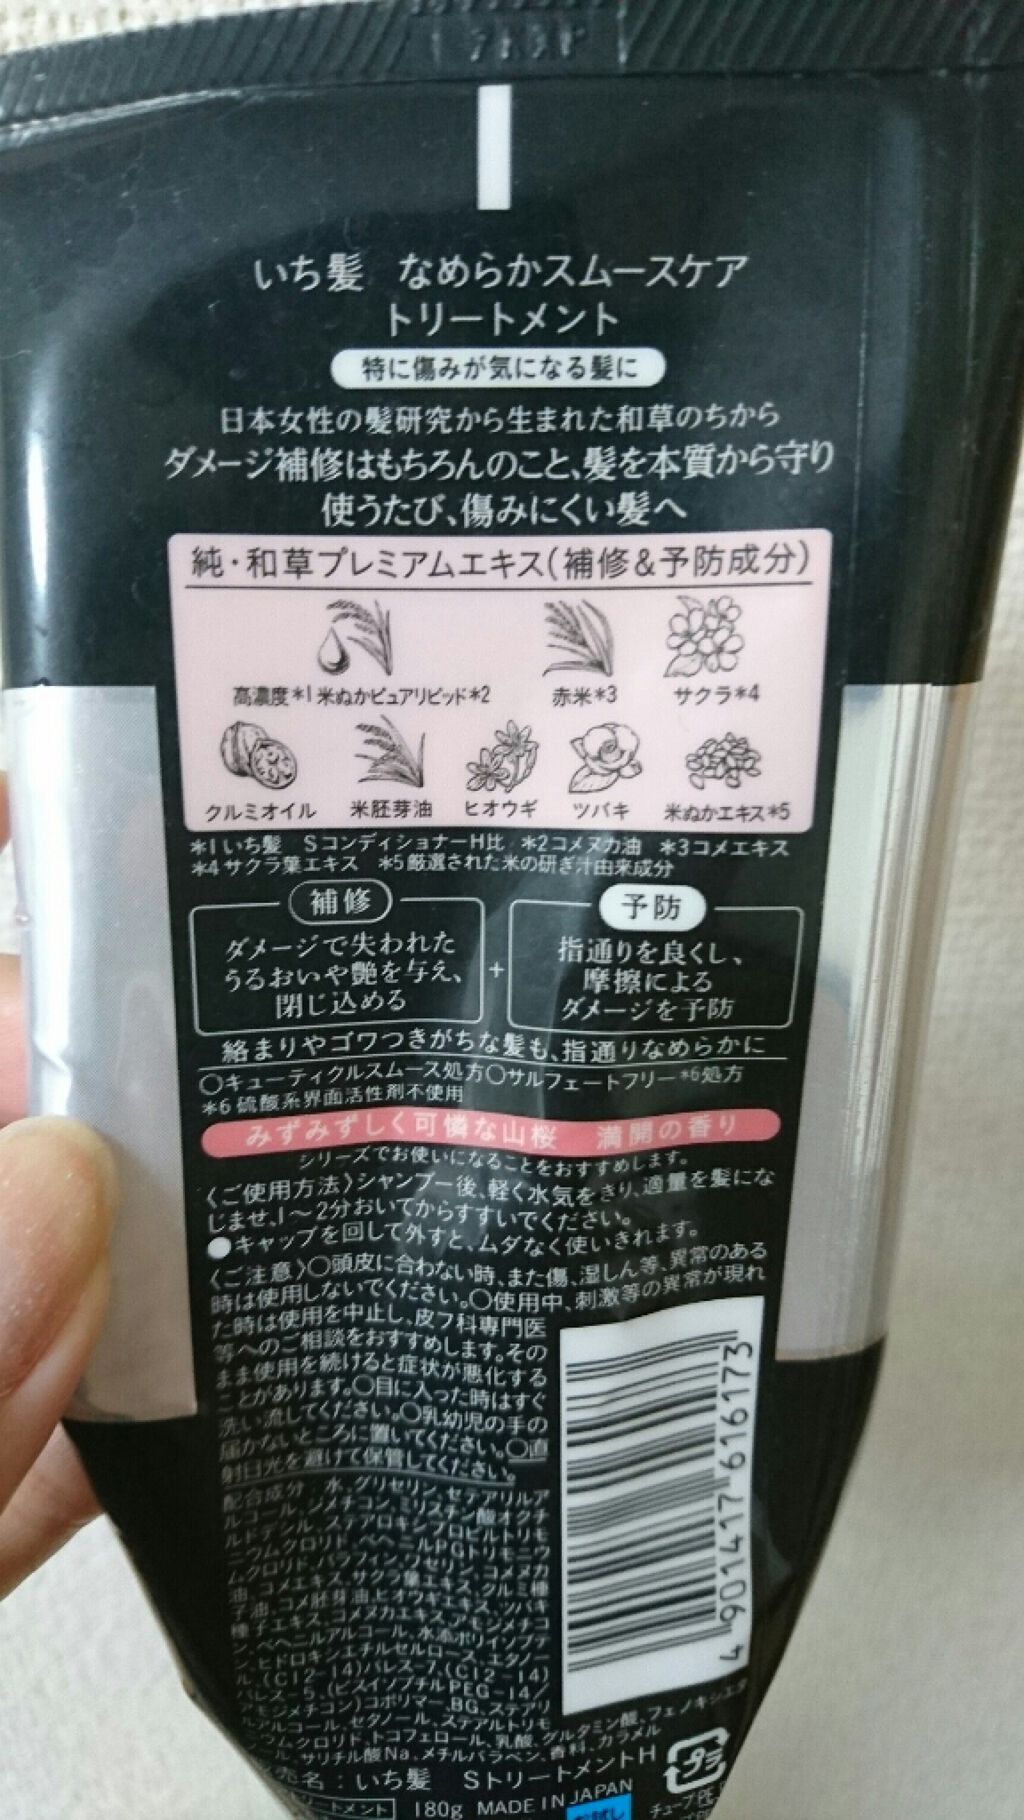 いち髪 なめらかスムースケア
トリートメント
特に傷みが気になる髪に
日本女性の髪研究から生まれた和草のちから
ダメージ補修はもちろんのこと、髪を本質から守り
使うたび、傷みにくい髪へ
純・和草プレミアムエキス(補修&予防成分)
高濃度*1 米ぬかピュアリピッド*2 赤米*3 サクラ*4
クルミオイル 米胚芽油 ヒオウギ ツバキ 米ぬかエキス*5
*1 いち髪 SコンディショナーH比 *2 コメヌカ油 *3 コメエキス
*4 サクラ葉エキス *5 厳選された米の研ぎ汁由来成分
補修
ダメージで失われた
うるおいや艶を与え、
閉じ込める
+
予防
指通りを良くし、
摩擦による
ダメージを予防
絡まりやゴワつきがちな髪も、指通りなめらかに
○キューティクルスムース処方○サルフェートフリー*6処方
*6 硫酸系界面活性剤不使用
みずみずしく可憐な山桜 満開の香り
シリーズでお使いになることをおすすめします。
〈ご使用方法〉シャンプー後、軽く水気をきり、適量を髪にな
じませ、1～2分おいてからすすいでください。
●キャップを回して外すと、ムダなく使いきれます。
〈ご注意〉○頭皮に合わない時、また傷、湿しん等、異常のある
時は使用しないでください。○使用中、刺激等の異常が現れ
た時は使用を中止し、皮フ科専門医
等へのご相談をおすすめします。その
まま使用を続けると症状が悪化する
ことがあります。○目に入った時はすぐ
洗い流してください。○乳幼児の手の
届かないところに置いてください。○直
射日光を避けて保管してください。
配合成分 水、グリセリン、セテアリルア
ルコール、ジメチコン、ミリスチン酸オクチ
ルドデシル、ステアロキシプロピルトリモ
ニウムクロリド、ベヘニルPGトリモニウ
ムクロリド、パラフィン、ワセリン、コメヌカ
油、コメエキス、サクラ葉エキス、クルミ種
子油、コメ胚芽油、ヒオウギエキス、ツバキ
種子エキス、コメヌカエキス、アモジメチコ
ン、ベヘニルアルコール、水添ポリイソブテ
ン、ヒドロキシエチルセルロース、エタノー
ル、(C12-14)パレス-7、(C12-14)
パレス-5、(ビスイソブチルPEG-14/
アモジメチコン)コポリマー、BG、ステアリ
ルアルコール、セタノール、ステアルトリモ
ニウムクロリド、トコフェロール、乳酸、グルタミン酸、フェノキシエタ
ル、サリチル酸Na、メチルパラベン、香料、カラメル
売名：いち髪 SトリートメントH
トメント 180g MADE IN JAPAN
お試し
4 901417 616173
プラ
チューブ:PE